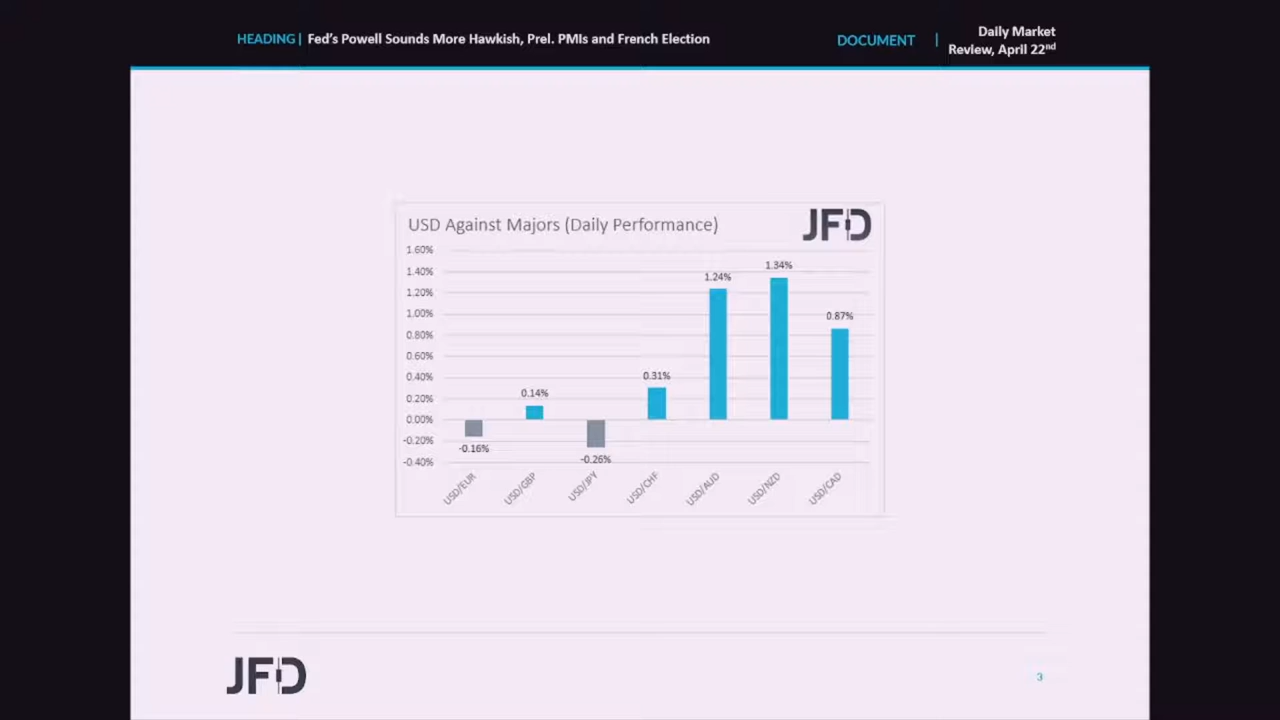 HEADING| Fed's Powell Sounds More Hawkish, Prel. PMIs and French Election
DOCUMENT | Daily Market
Review, April 22nd
USD Against Majors (Daily Performance)
JFD
1.60%
1.40%
1.20%
1.00%
0.80%
0.60%
0.40%
0.20%
0.00%
-0.20%
-0.40%
-0.16%
0.14%
-0.26%
0.31%
1.24%
1.34%
0.87%
USD/EUR
USD/GBP
USD/JPY
USD/CHF
USD/AUD
USD/NZD
USD/CAD
JFD
3